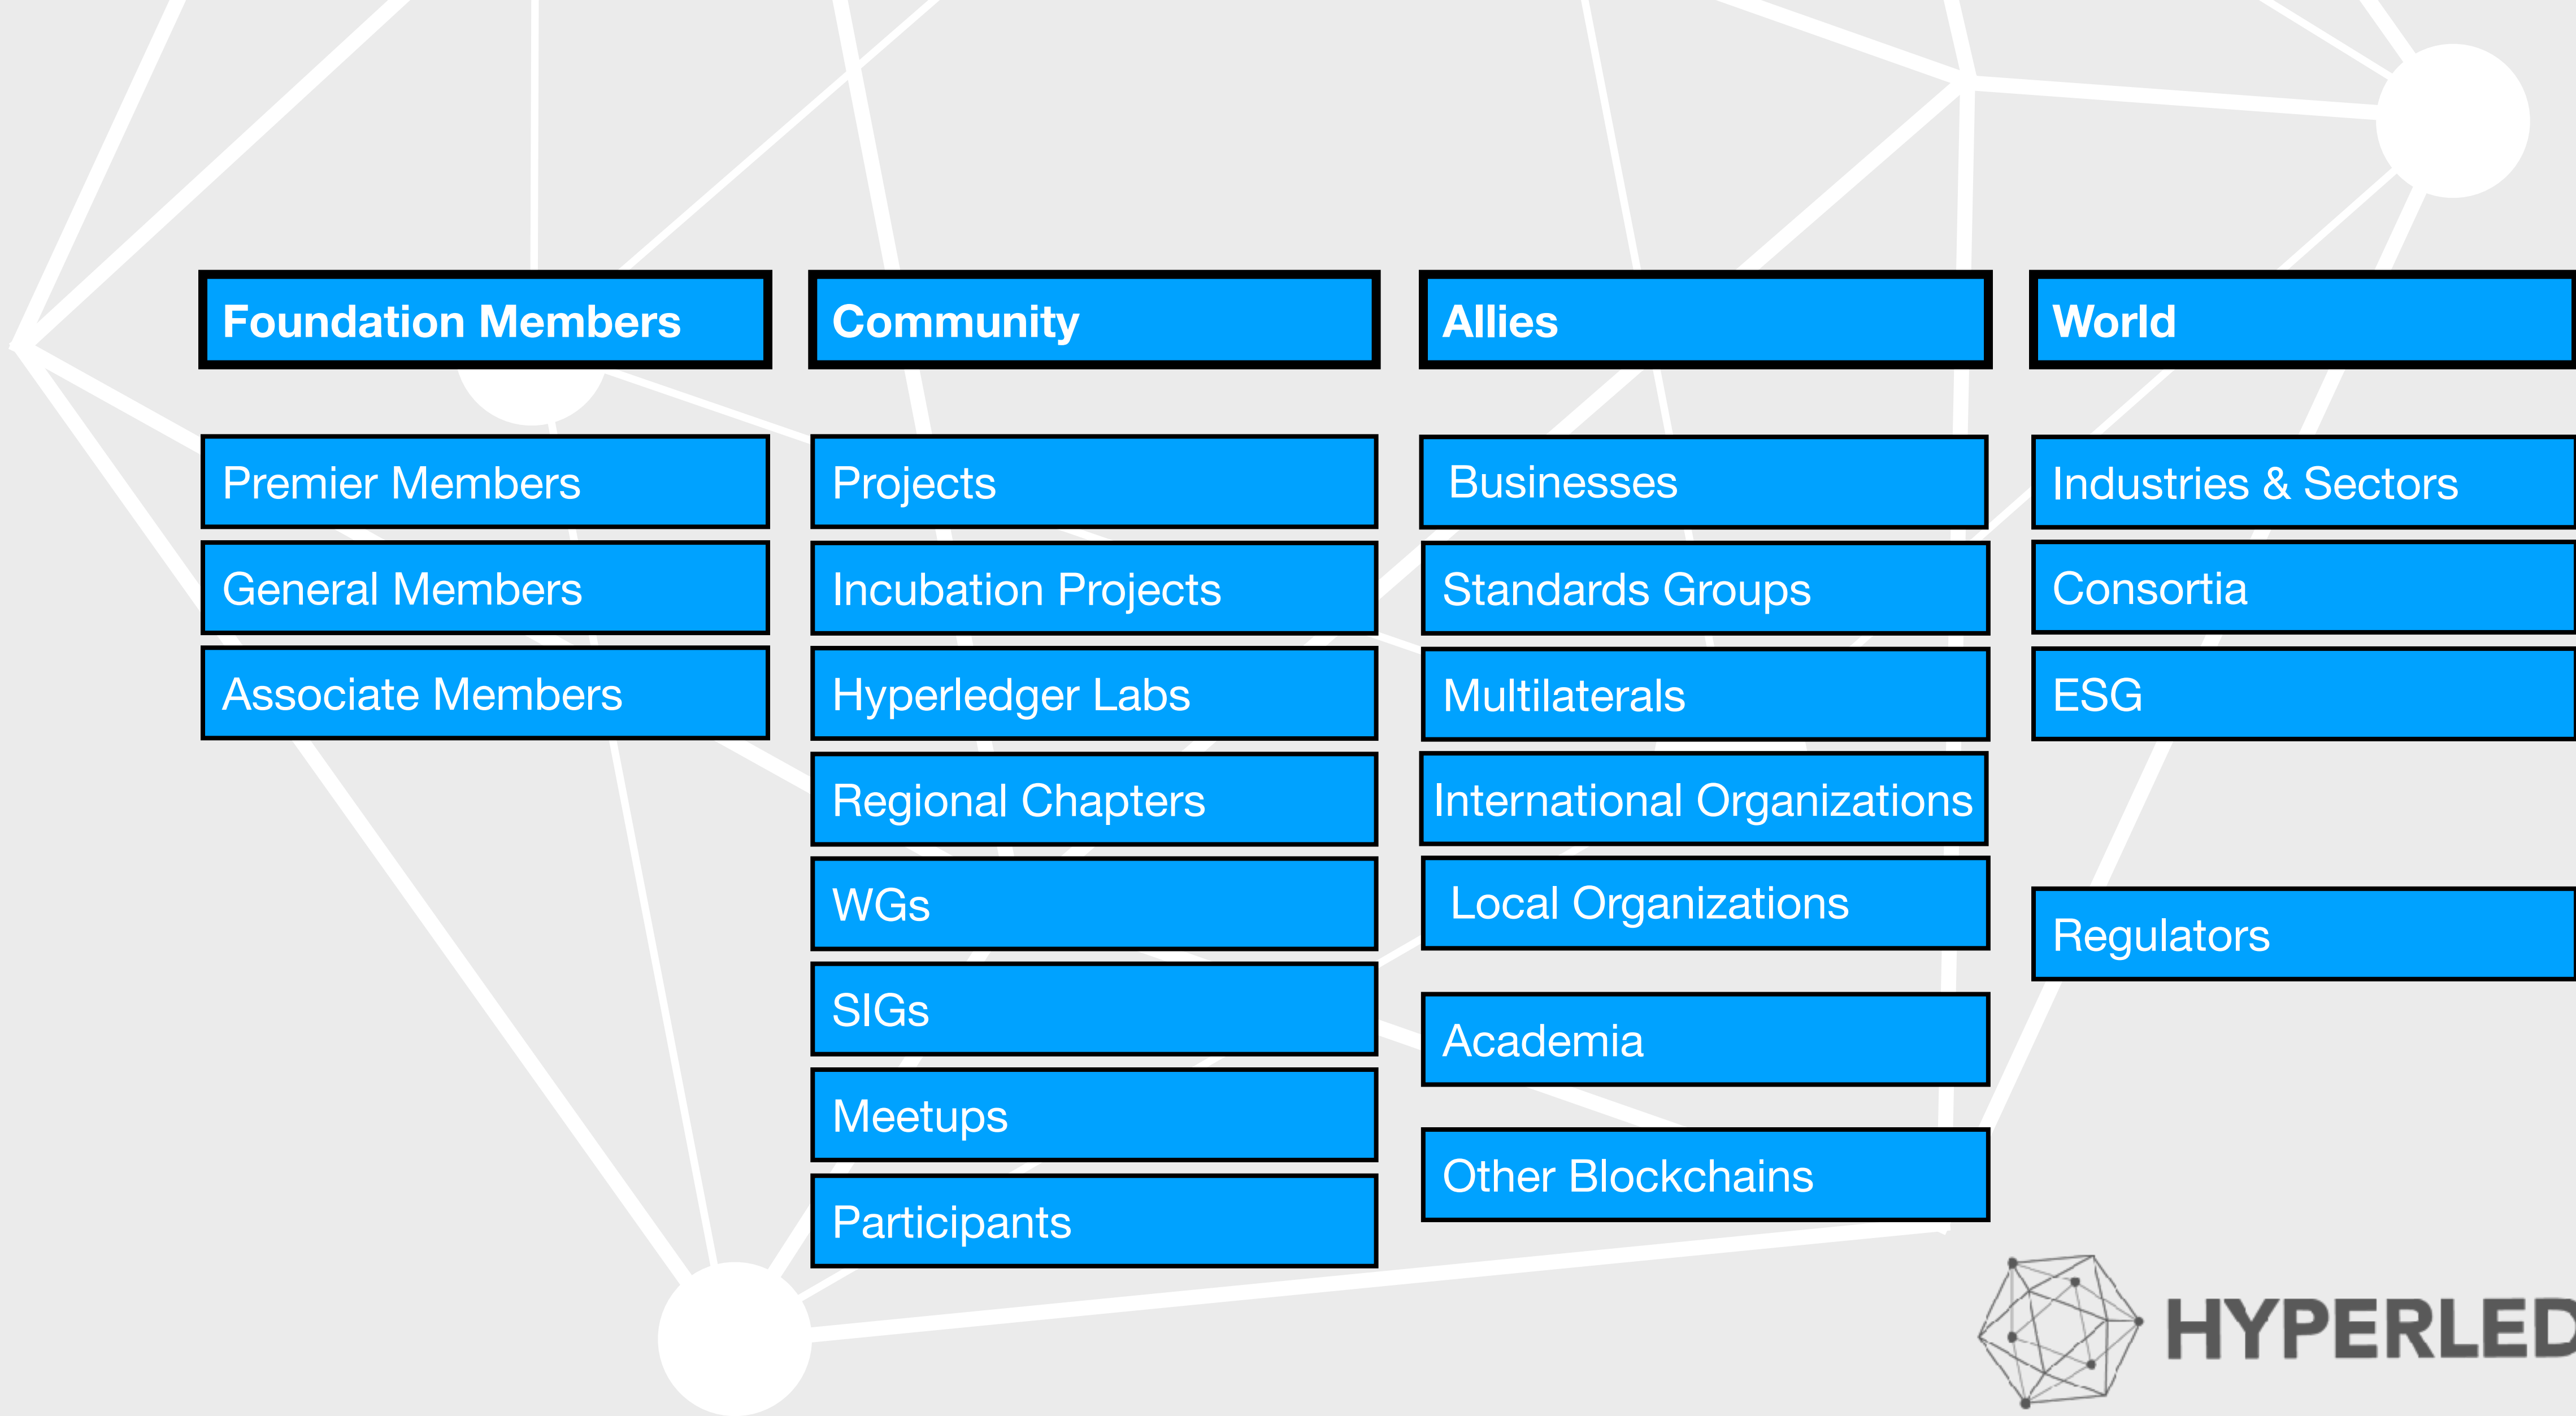 Foundation Members
Premier Members
General Members
Associate Members
Community
Projects
Incubation Projects
Hyperledger Labs
Regional Chapters
WGs
SIGs
Meetups
Participants
Allies
Businesses
Standards Groups
Multilaterals
International Organizations
Local Organizations
Academia
Other Blockchains
World
Industries & Sectors
Consortia
ESG
Regulators
HYPERLED